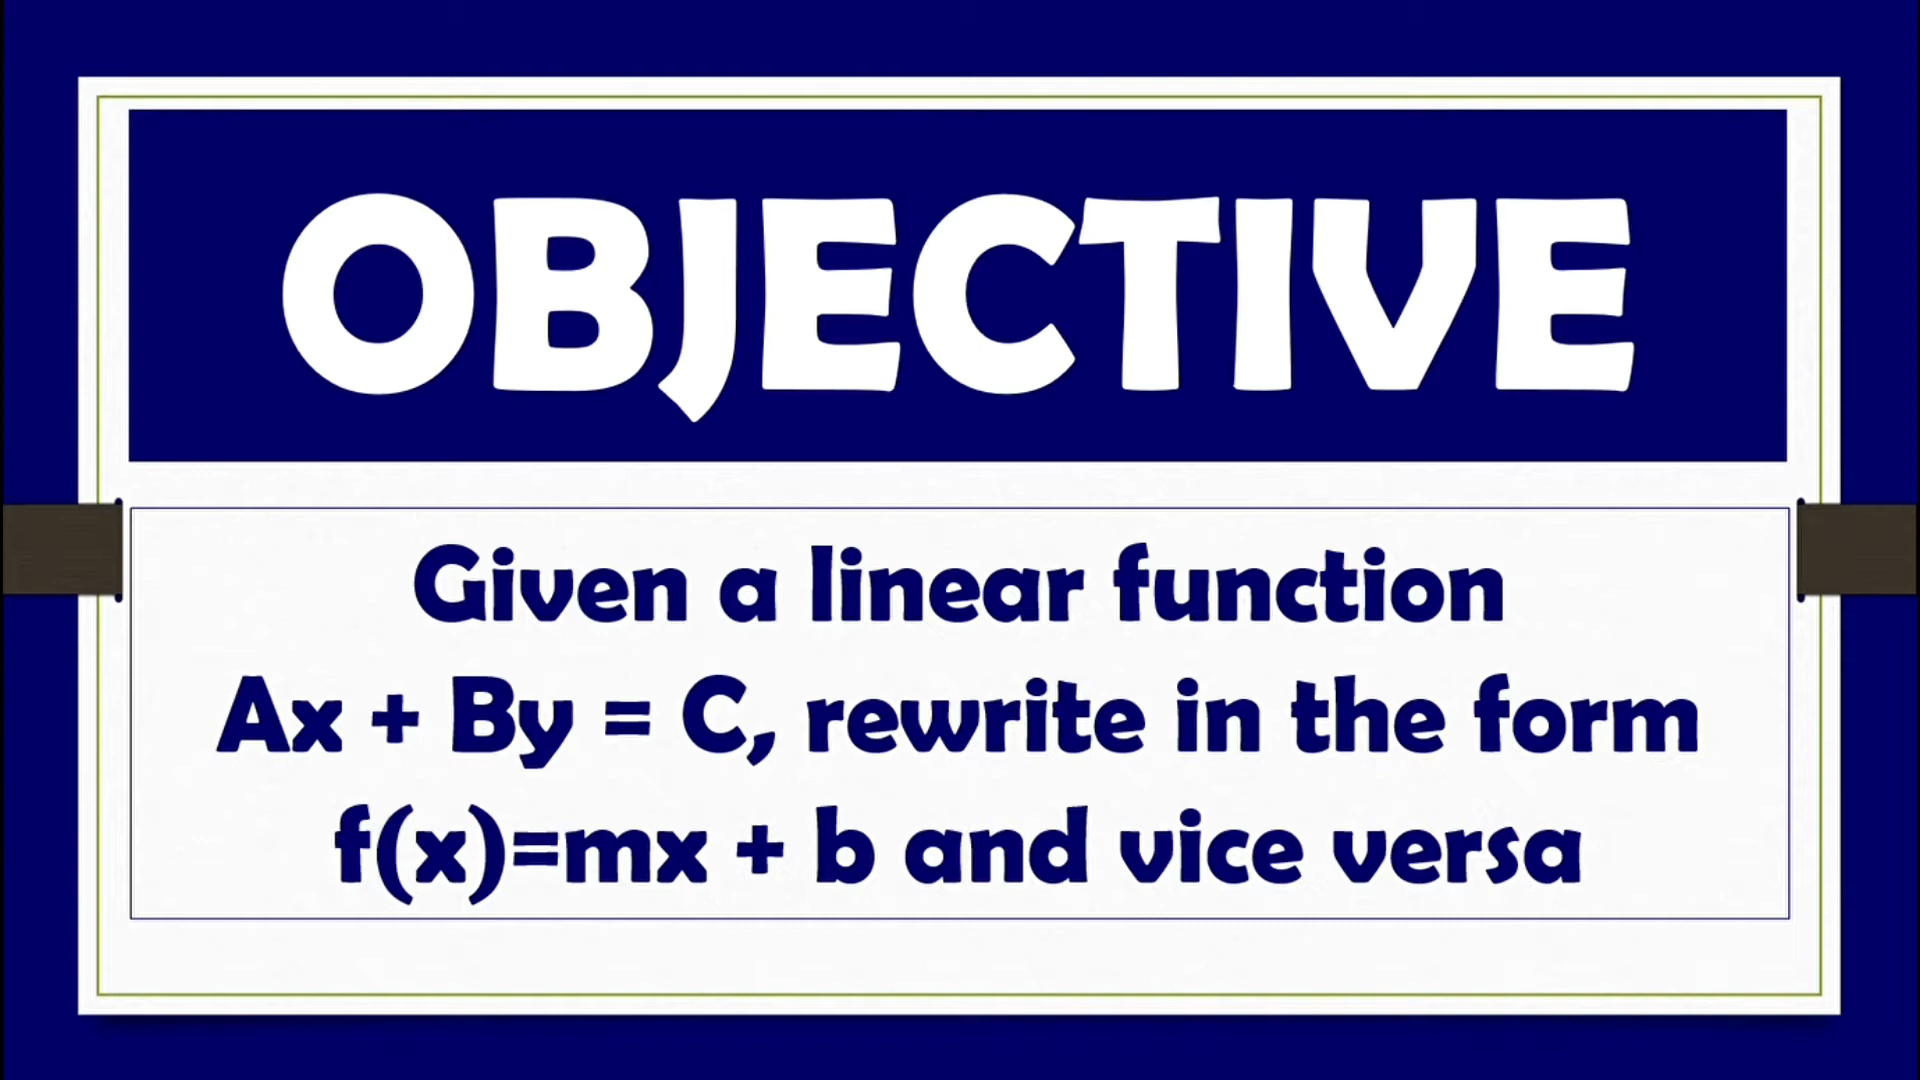 OBJECTIVE
Given a linear function
Ax + By = C, rewrite in the form
f(x)=mx + b and vice versa